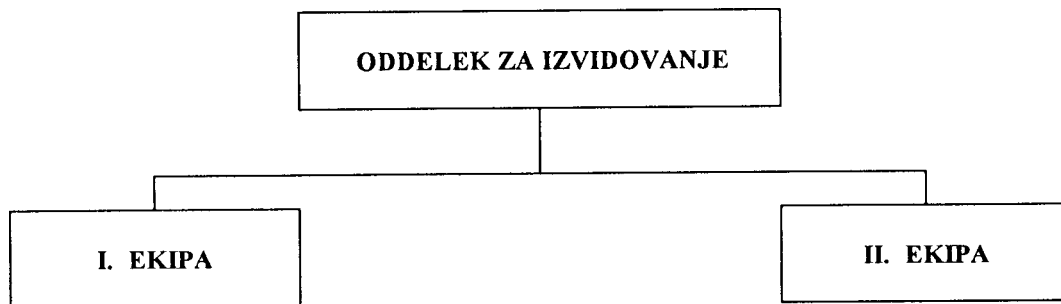 ODDELEK ZA IZVIDOVANJE
I. EKIPA
II. EKIPA